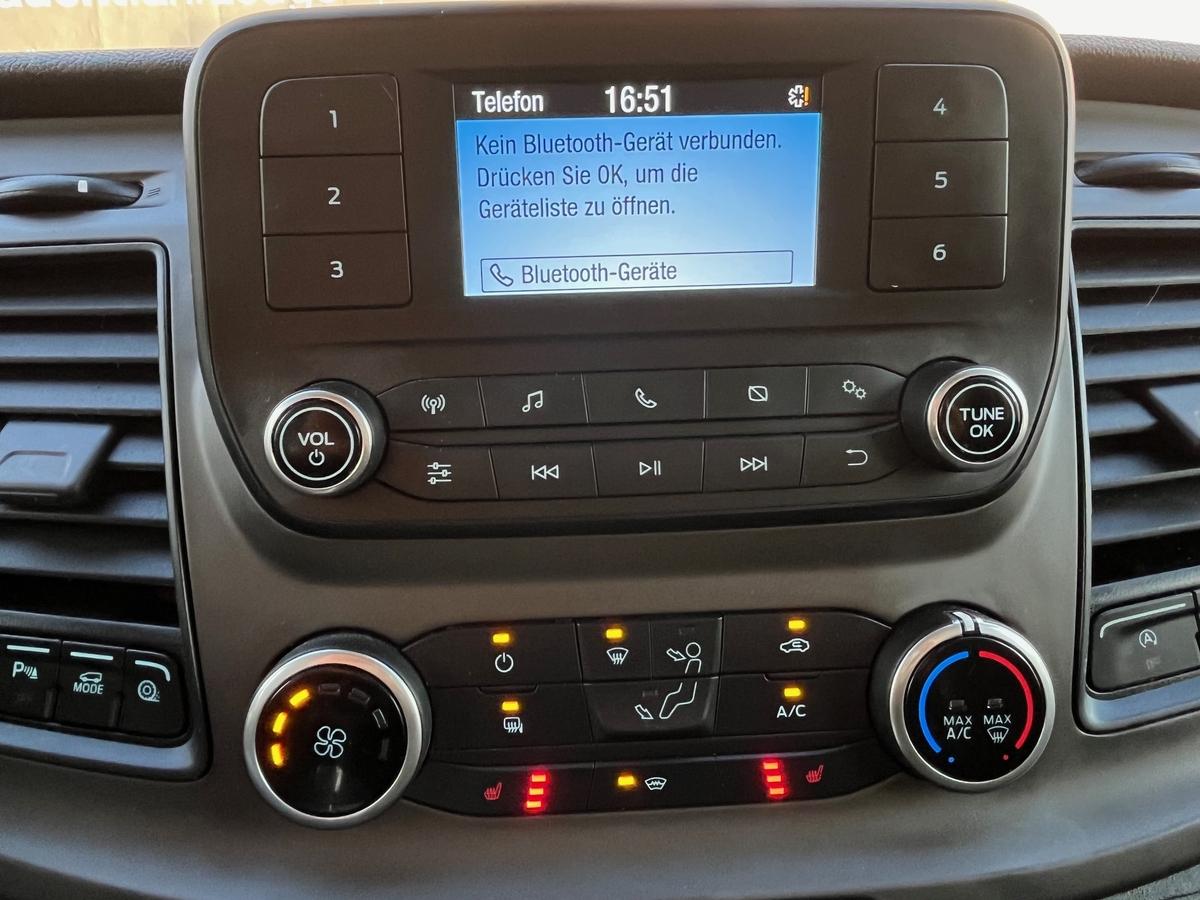 Telefon 16:51
Kein Bluetooth-Gerät verbunden.
Drücken Sie OK, um die
Geräteliste zu öffnen.
Bluetooth-Geräte
1
2
3
4
5
6
VOL
TUNE
OK
P
MODE
A/C
MAX
A/C
MAX
A